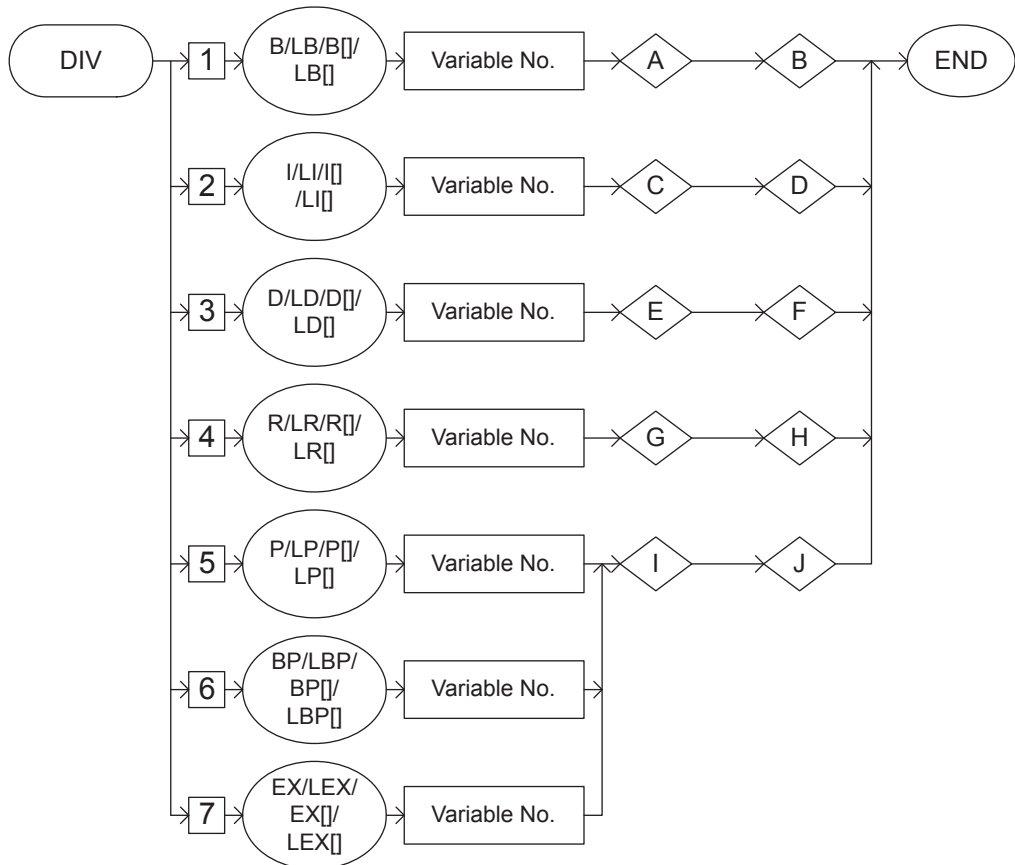 DIV
1
B/LB/B[]/
LB[]
Variable No.
A
B
END
2
I/LI/I[]
/LI[]
Variable No.
C
D
3
D/LD/D[]/
LD[]
Variable No.
E
F
4
R/LR/R[]/
LR[]
Variable No.
G
H
5
P/LP/P[]/
LP[]
Variable No.
I
J
6
BP/LBP/
BP[]/
LBP[]
Variable No.
7
EX/LEX/
EX[]/
LEX[]
Variable No.